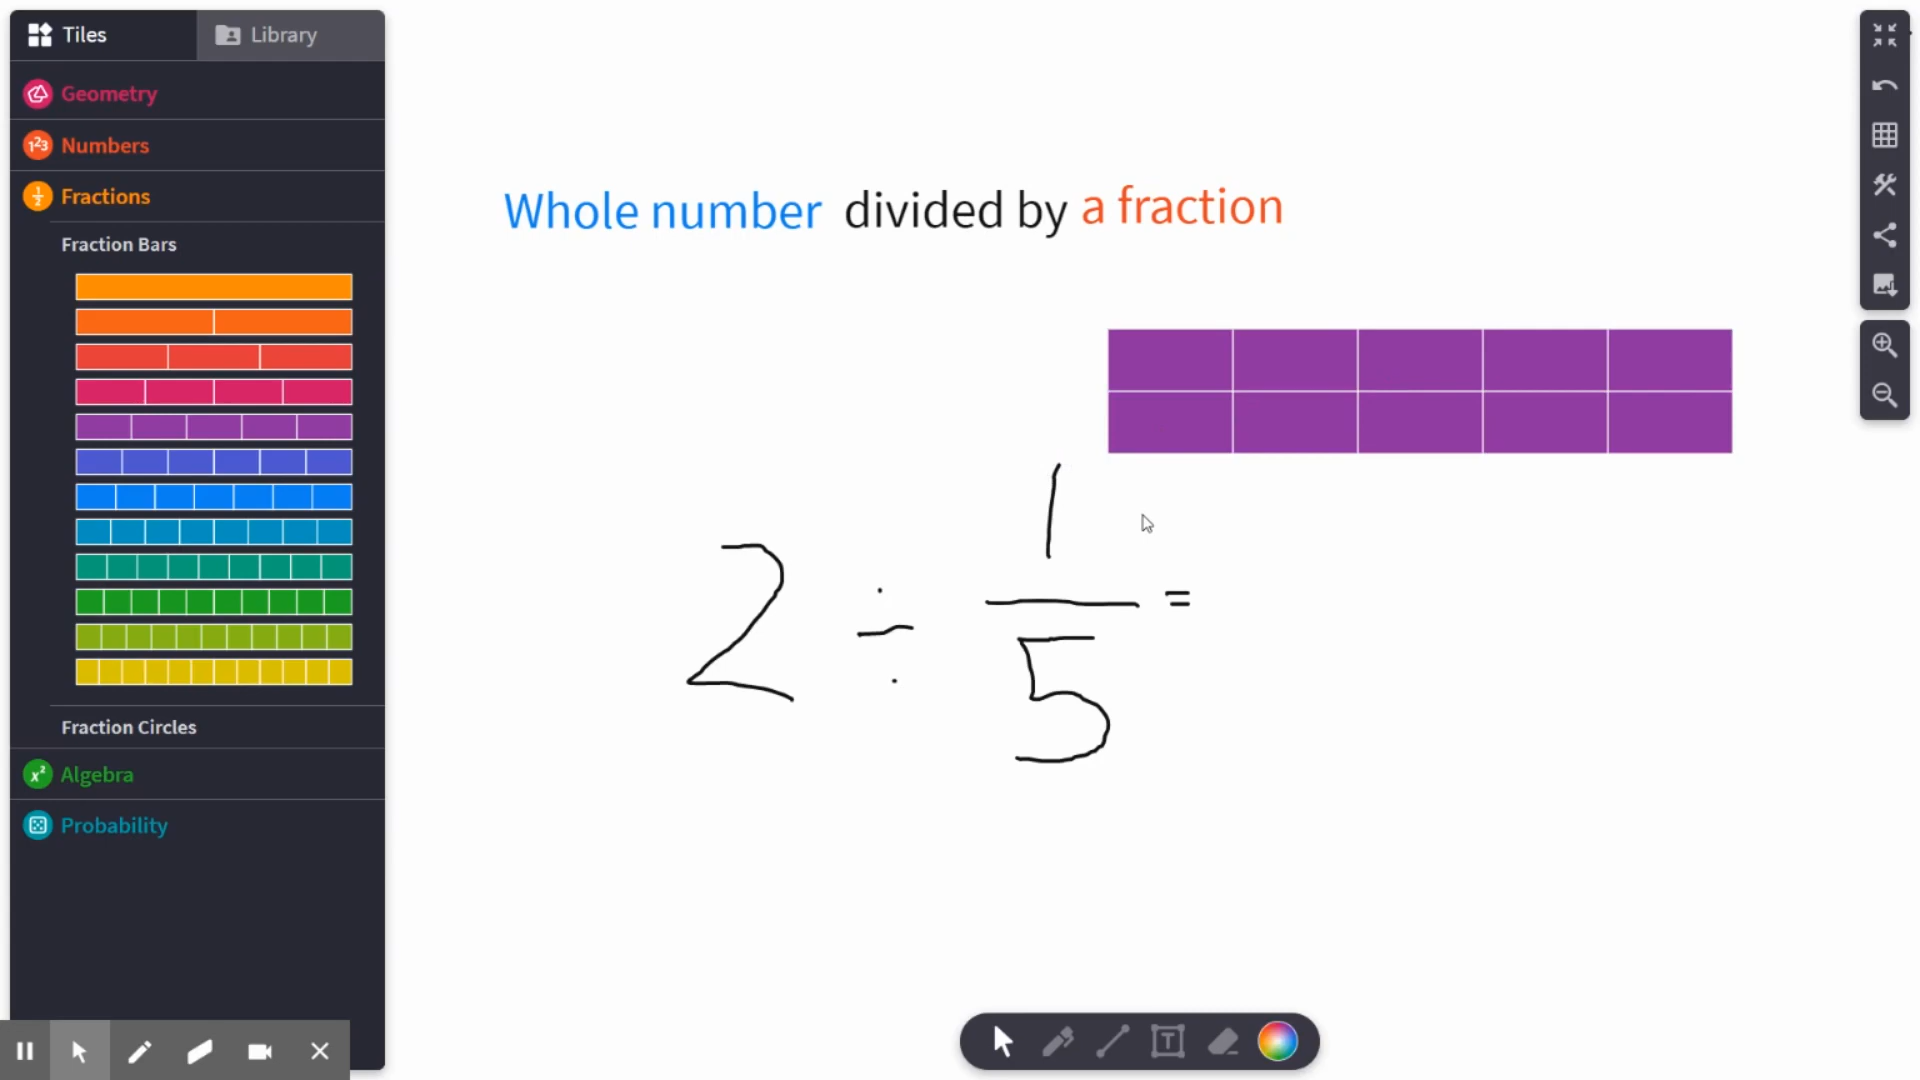 Tiles
Library
Geometry
Numbers
Fractions
Fraction Bars
Fraction Circles
Algebra
Probability
Whole number divided by a fraction
2 ÷ 1/5 =